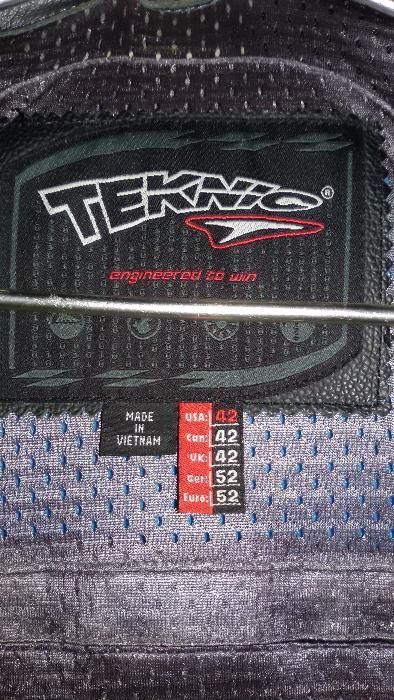 TEKNIC®
engineered to win
MADE
IN
VIETNAM
USA: 42
Can: 42
UK: 42
Ger: 52
Euro: 52